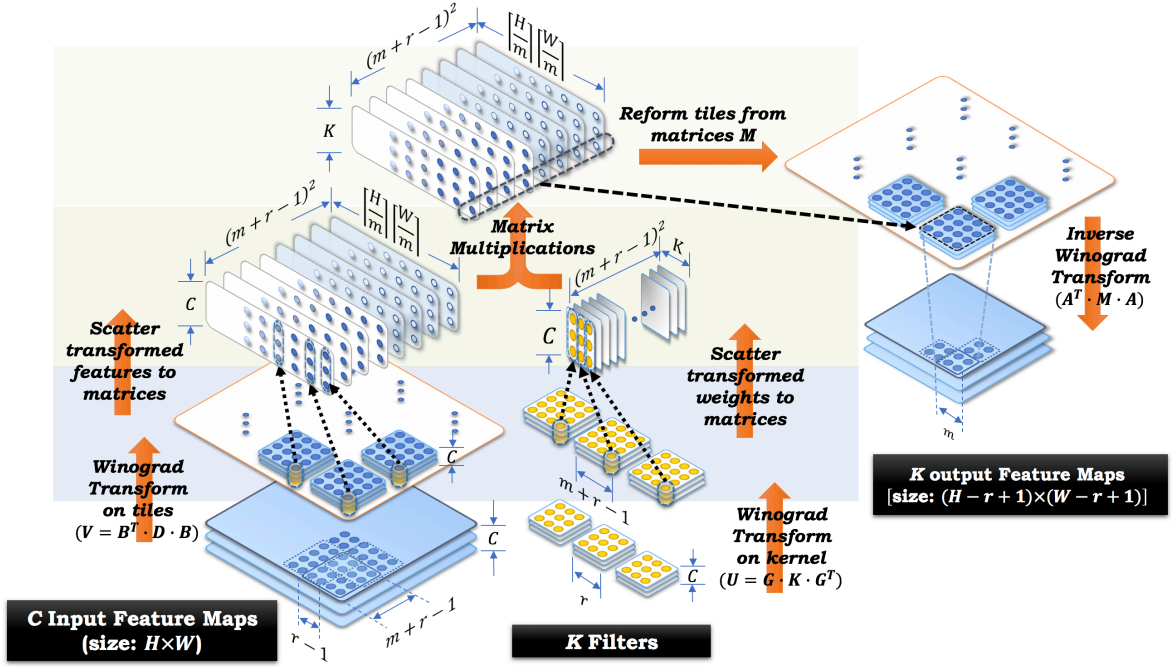 (m + r − 1)²
⌈H/m⌉⌈W/m⌉
K
Reform tiles from
matrices M
(m + r − 1)²
⌈H/m⌉⌈W/m⌉
C
Matrix
Multiplications
(m + r − 1)²
K
C
Inverse
Winograd
Transform
(Aᵀ · M · A)
Scatter
transformed
features to
matrices
Scatter
transformed
weights to
matrices
m
C
Winograd
Transform
on tiles
(V = Bᵀ · D · B)
m + r − 1
K output Feature Maps
[size: (H − r + 1)×(W − r + 1)]
C
Winograd
Transform
on kernel
(U = G · K · Gᵀ)
C
r
C Input Feature Maps
(size: H×W)
r − 1
m + r − 1
K Filters